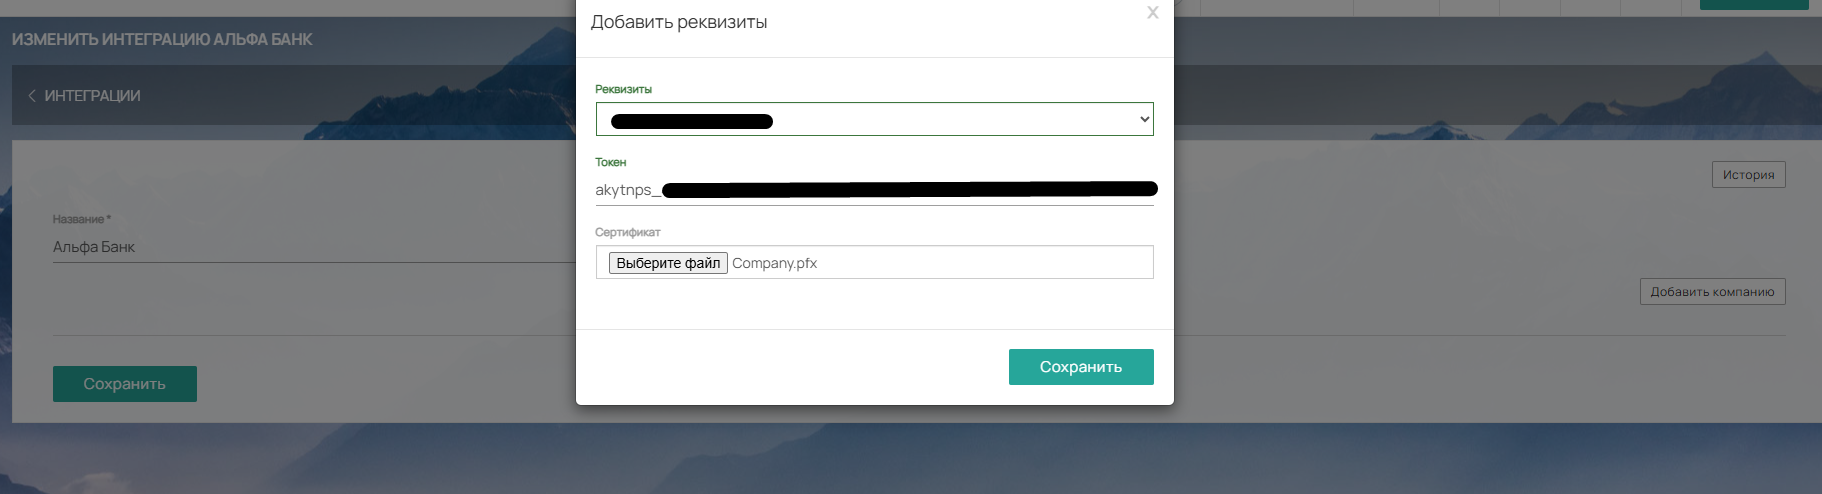 Добавить реквизиты
X
ИЗМЕНИТЬ ИНТЕГРАЦИЮ АЛЬФА БАНК
ИНТЕГРАЦИИ
Реквизиты
Токен
akytnps_
История
Название *
Альфа Банк
Сертификат
Выберите файл Company.pfx
Добавить компанию
Сохранить
Сохранить